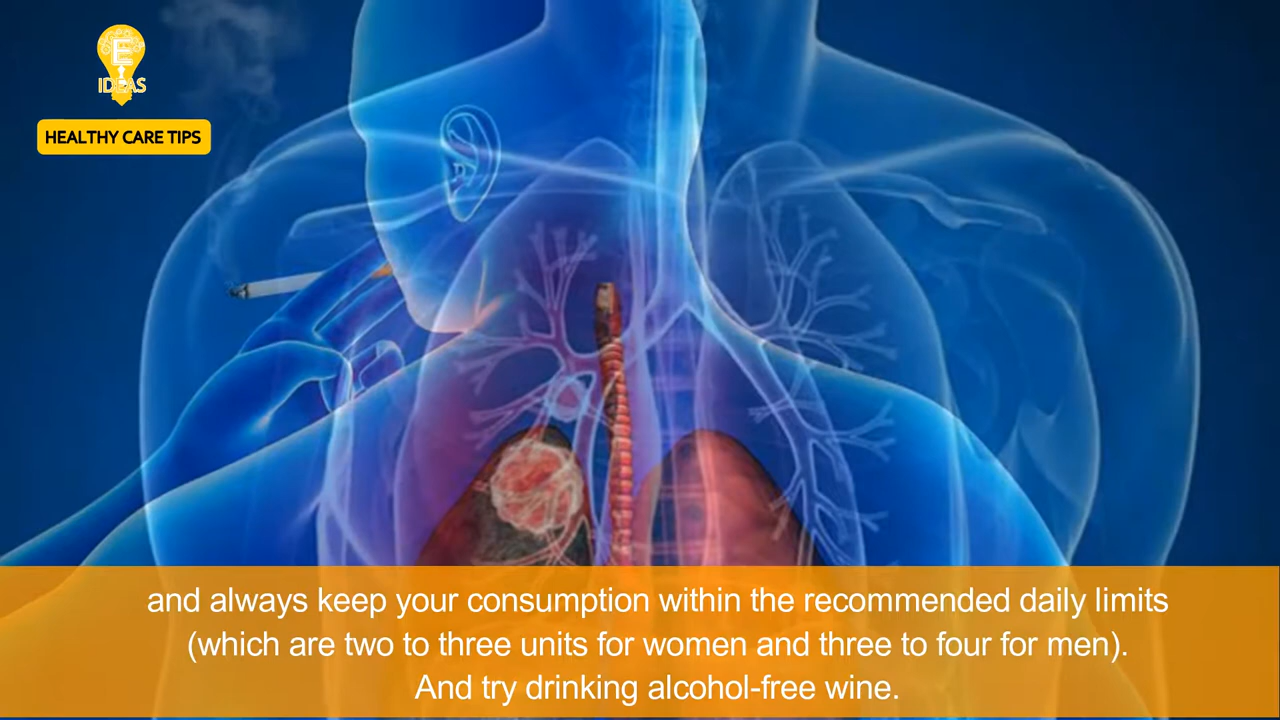 E
IDEAS
HEALTHY CARE TIPS
and always keep your consumption within the recommended daily limits
(which are two to three units for women and three to four for men).
And try drinking alcohol-free wine.